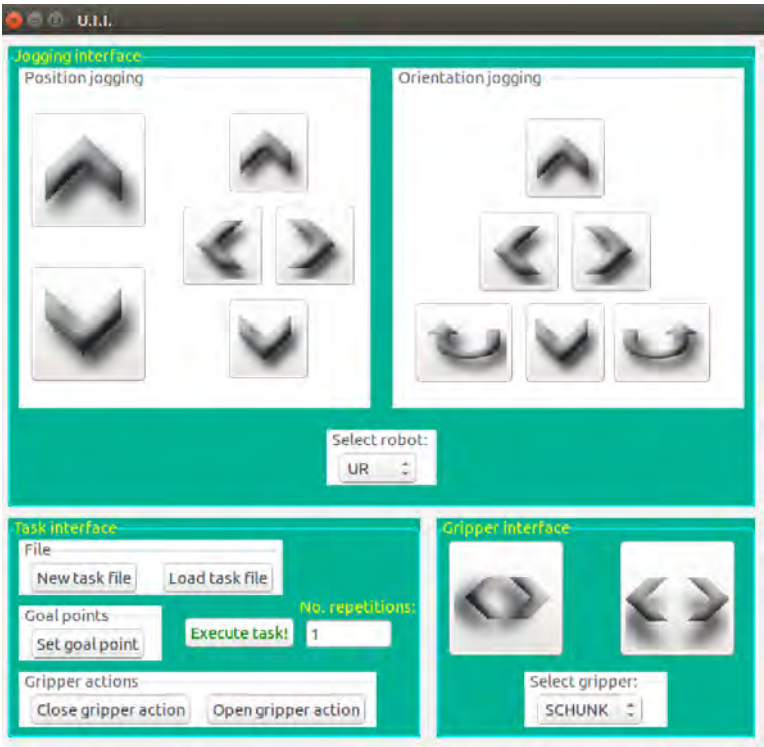 U.I.I.
Jogging interface
Position jogging
Orientation jogging
Select robot:
UR
Task interface
File
New task file Load task file
Goal points
Set goal point
Execute task!
No. repetitions:
1
Gripper actions
Close gripper action Open gripper action
Gripper interface
Select gripper:
SCHUNK